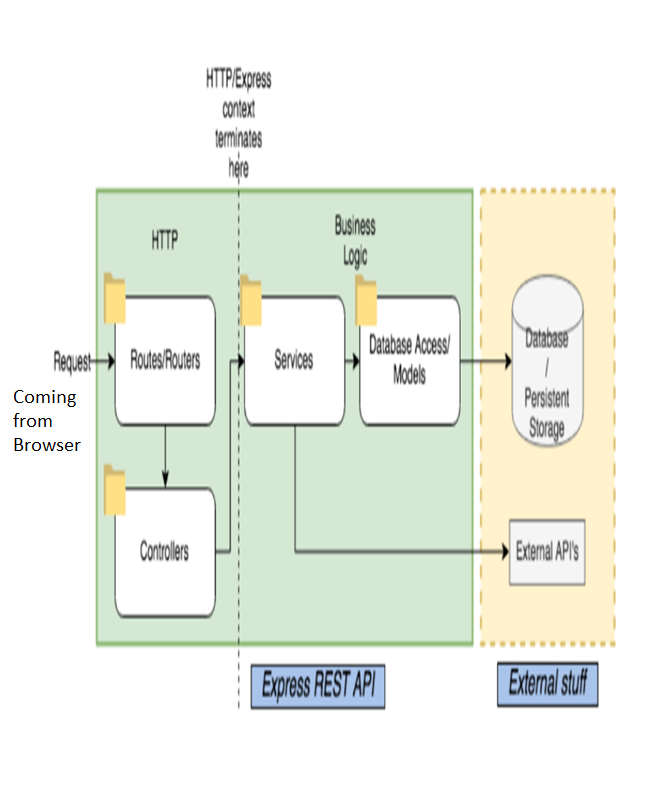 HTTP/Express
context
terminates
here
HTTP
Business
Logic
Request
Coming
from
Browser
Routes/Routers
Services
Database Access/
Models
Database
/
Persistent
Storage
Controllers
External API's
Express REST API
External stuff